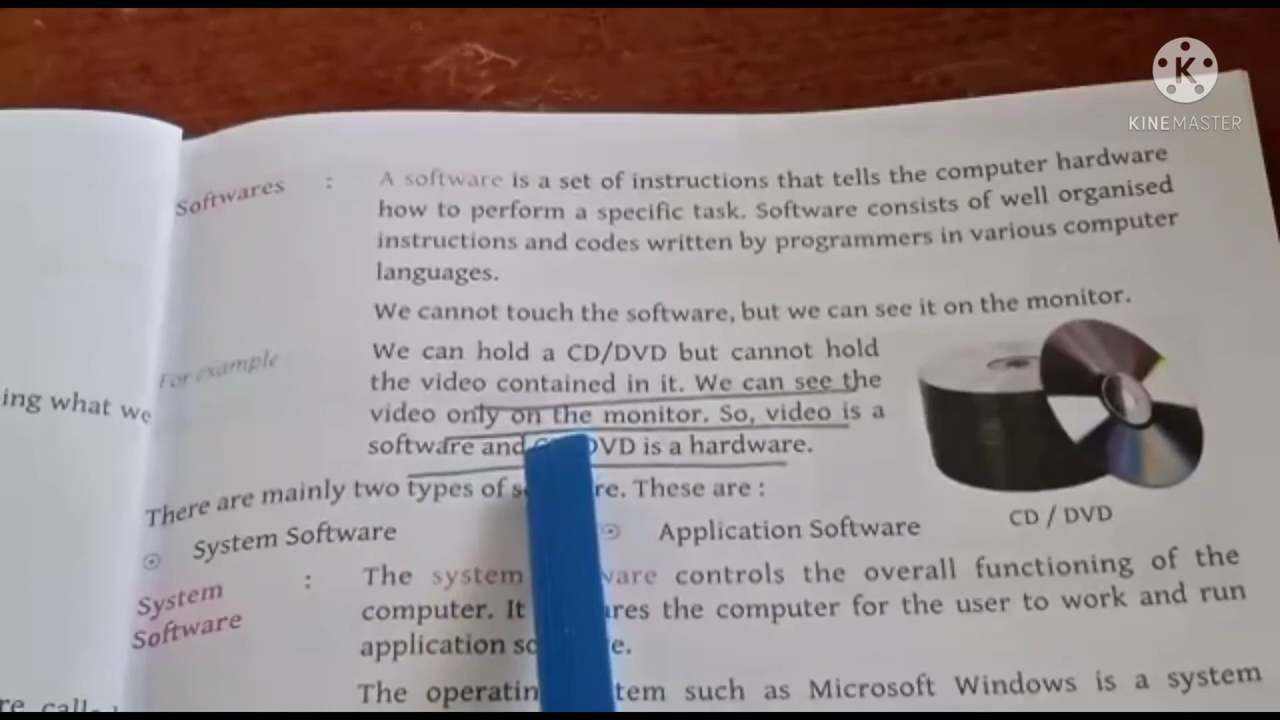 K
KINEMASTER
Softwares : A software is a set of instructions that tells the computer hardware
how to perform a specific task. Software consists of well organised
instructions and codes written by programmers in various computer
languages.
We cannot touch the software, but we can see it on the monitor.
For example We can hold a CD/DVD but cannot hold
the video contained in it. We can see the
video only on the monitor. So, video is a
software and DVD is a hardware.
CD / DVD
ing what we
There are mainly two types of re. These are :
System Software
Application Software
System Software : The system ware controls the overall functioning of the
computer. It res the computer for the user to work and run
application so e.
The operatin tem such as Microsoft Windows is a system